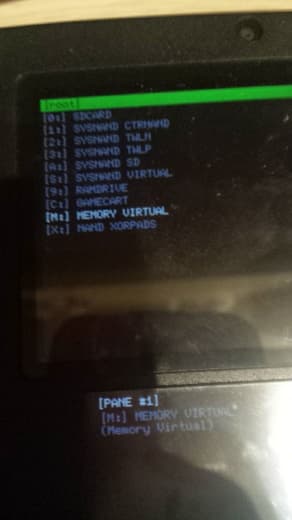 [root]
[0:] SDCARD
[1:] SYSNAND CTRNAND
[2:] SYSNAND TWLN
[3:] SYSNAND TWLP
[A:] SYSNAND SD
[S:] SYSNAND VIRTUAL
[9:] RAMDRIVE
[C:] GAMECART
[M:] MEMORY VIRTUAL
[X:] NAND XORPADS
[PANE #1]
[M:] MEMORY VIRTUAL
(Memory Virtual)